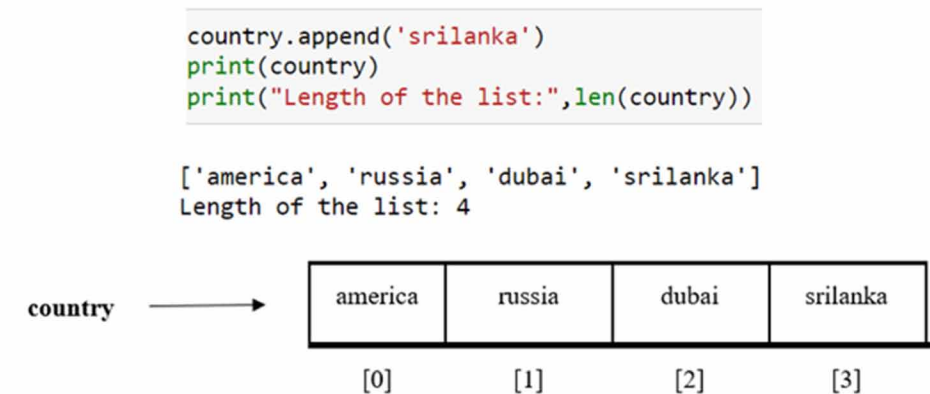 country.append('srilanka')
print(country)
print("Length of the list:",len(country))
['america', 'russia', 'dubai', 'srilanka']
Length of the list: 4
country america russia dubai srilanka
[0] [1] [2] [3]